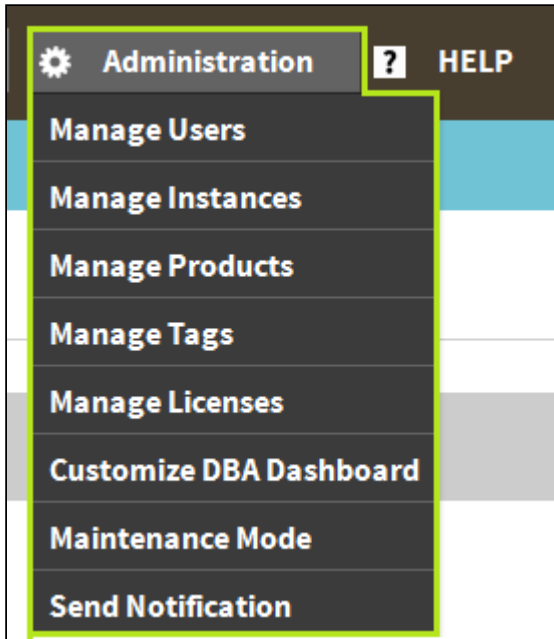 Administration ? HELP
Manage Users
Manage Instances
Manage Products
Manage Tags
Manage Licenses
Customize DBA Dashboard
Maintenance Mode
Send Notification